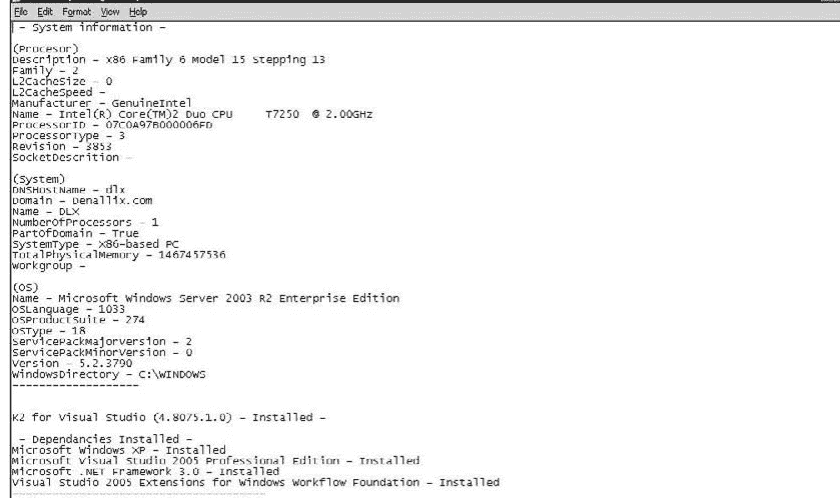 File Edit Format View Help
- System information -
(Procesor)
Description - x86 Family 6 Model 15 Stepping 13
Family - 2
L2CacheSize - 0
L2CacheSpeed -
Manufacturer - GenuineIntel
Name - Intel(R) Core(TM)2 Duo CPU     T7250  @ 2.00GHz
ProcessorID - 07C0A97B000006FD
ProcessorType - 3
Revision - 3853
SocketDescrition -
(System)
DNSHostName - dlx
Domain - Denallix.com
Name - DLX
NumberOfProcessors - 1
PartOfDomain - True
SystemType - X86-based PC
TotalPhysicalMemory - 1467457536
Workgroup -
(OS)
Name - Microsoft Windows Server 2003 R2 Enterprise Edition
OSLanguage - 1033
OSProductSuite - 274
OSType - 18
ServicePackMajorVersion - 2
ServicePackMinorVersion - 0
Version - 5.2.3790
WindowsDirectory - C:\WINDOWS
-------------------
K2 for Visual Studio (4.8075.1.0) - Installed -
- Dependancies Installed -
Microsoft Windows XP - Installed
Microsoft Visual Studio 2005 Professional Edition - Installed
Microsoft .NET Framework 3.0 - Installed
Visual Studio 2005 Extensions for Windows Workflow Foundation - Installed